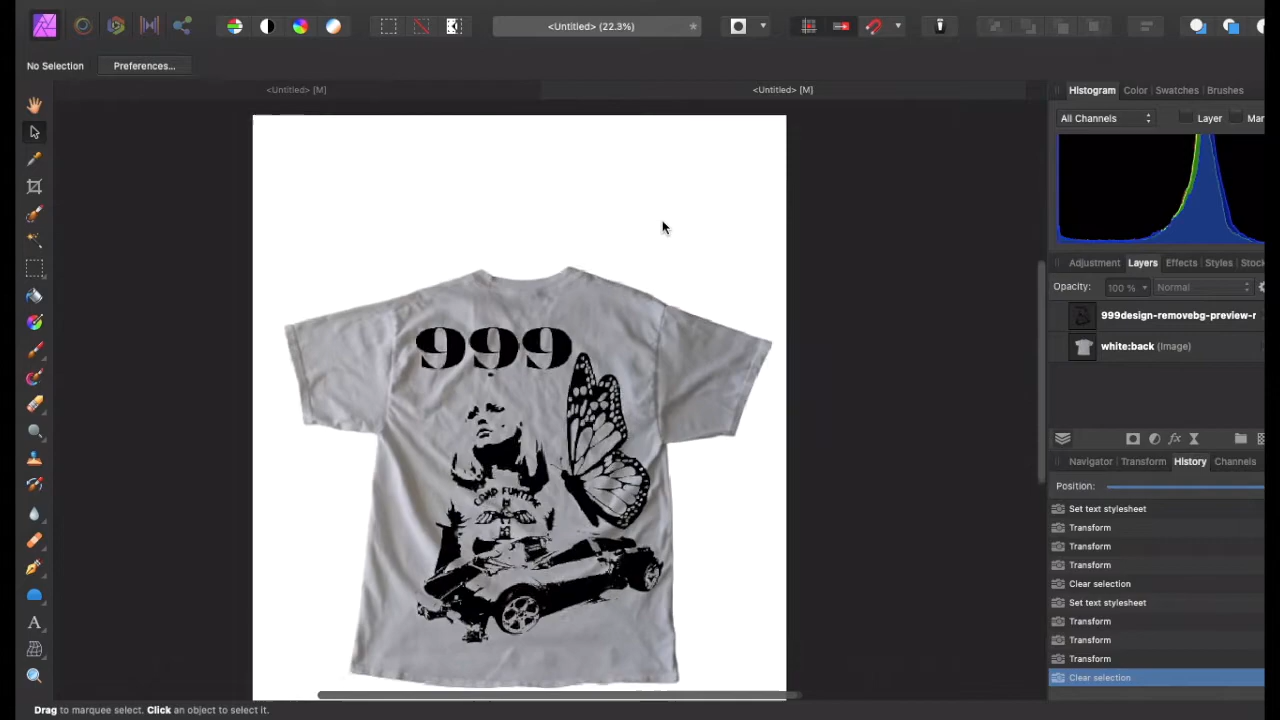 <Untitled> (22.3%) *
No Selection Preferences...
<Untitled> [M] <Untitled> [M]
Histogram Color Swatches Brushes
All Channels Layer Mar
Adjustment Layers Effects Styles Stock
Opacity: 100 % Normal
999design-removebg-preview-r
white:back (Image)
999
Navigator Transform History Channels
Position:
Set text stylesheet
Transform
Transform
Transform
Clear selection
Set text stylesheet
Transform
Transform
Transform
Clear selection
Drag to marquee select. Click an object to select it.